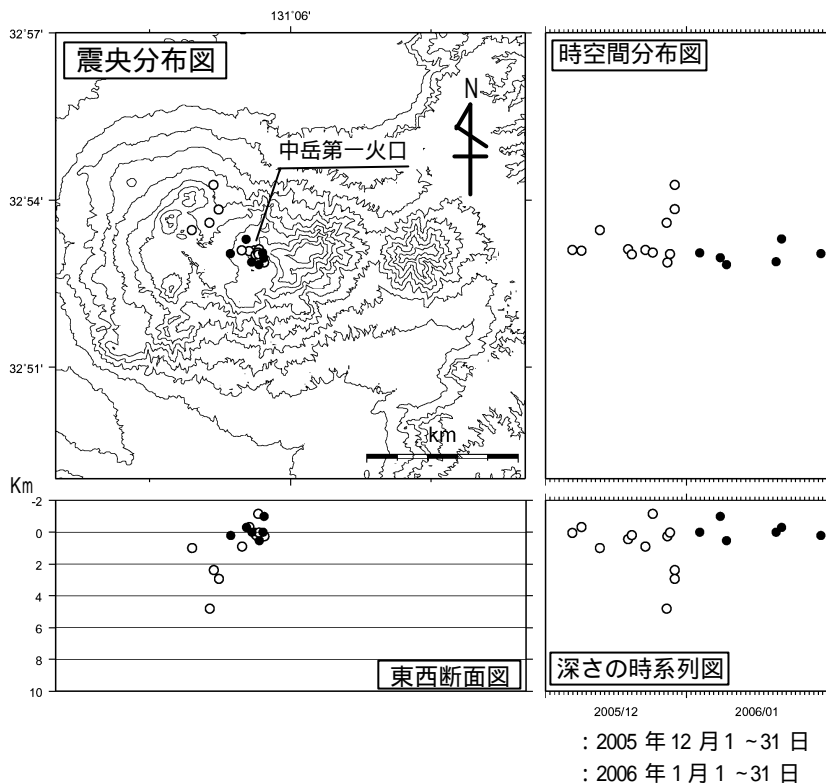 131°06'
32°57'
震央分布図
時空間分布図
N
中岳第一火口
32°54'
32°51'
km
0
5
Km
-2
0
2
4
6
8
10
東西断面図
深さの時系列図
2005/12
2006/01
: 2005 年 12 月 1 ~31 日
: 2006 年 1 月 1 ~31 日